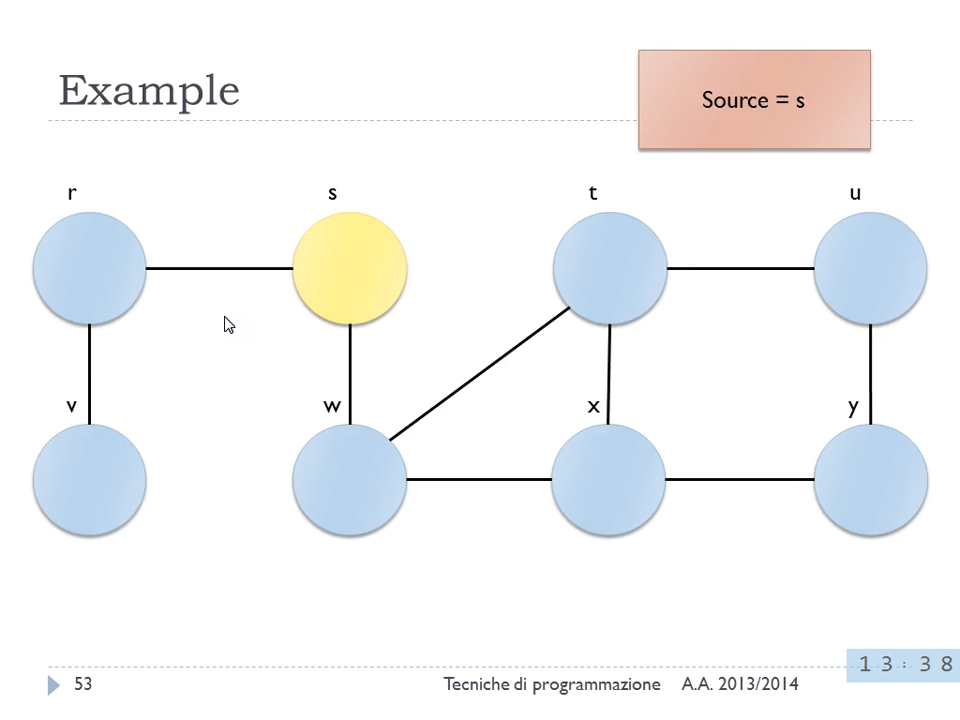 Example
Source = s
r s t u
v w x y
53 Tecniche di programmazione A.A. 2013/2014
13:38